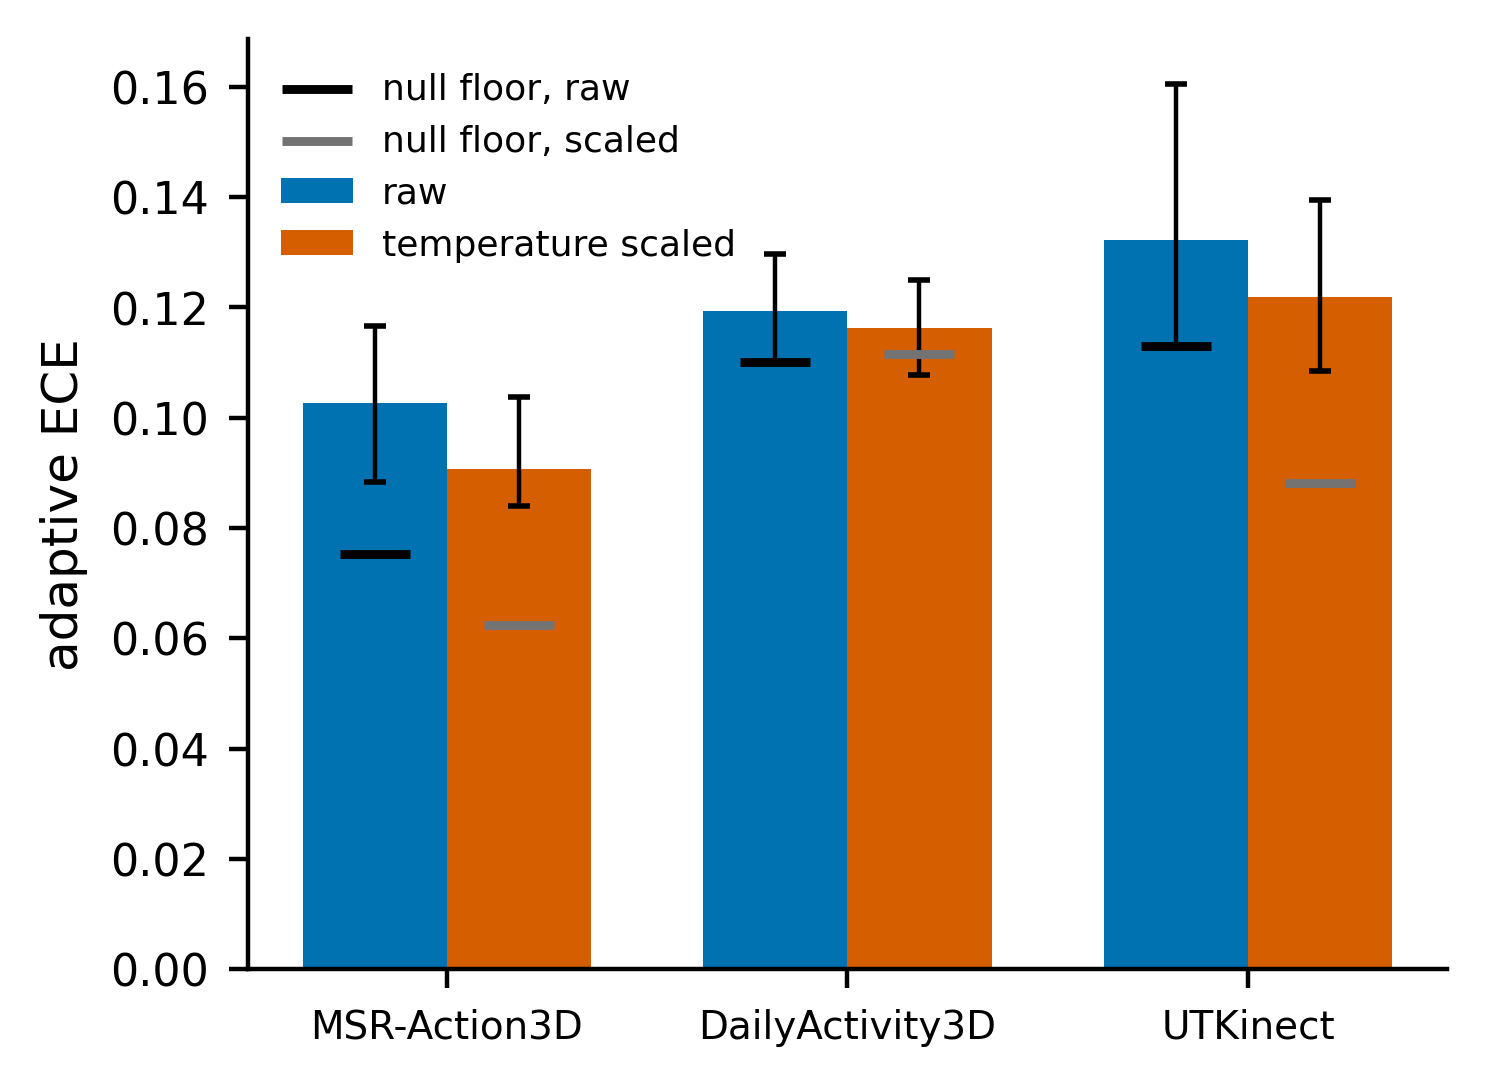 adaptive ECE
0.16
0.14
0.12
0.10
0.08
0.06
0.04
0.02
0.00
null floor, raw
null floor, scaled
raw
temperature scaled
MSR-Action3D
DailyActivity3D
UTKinect